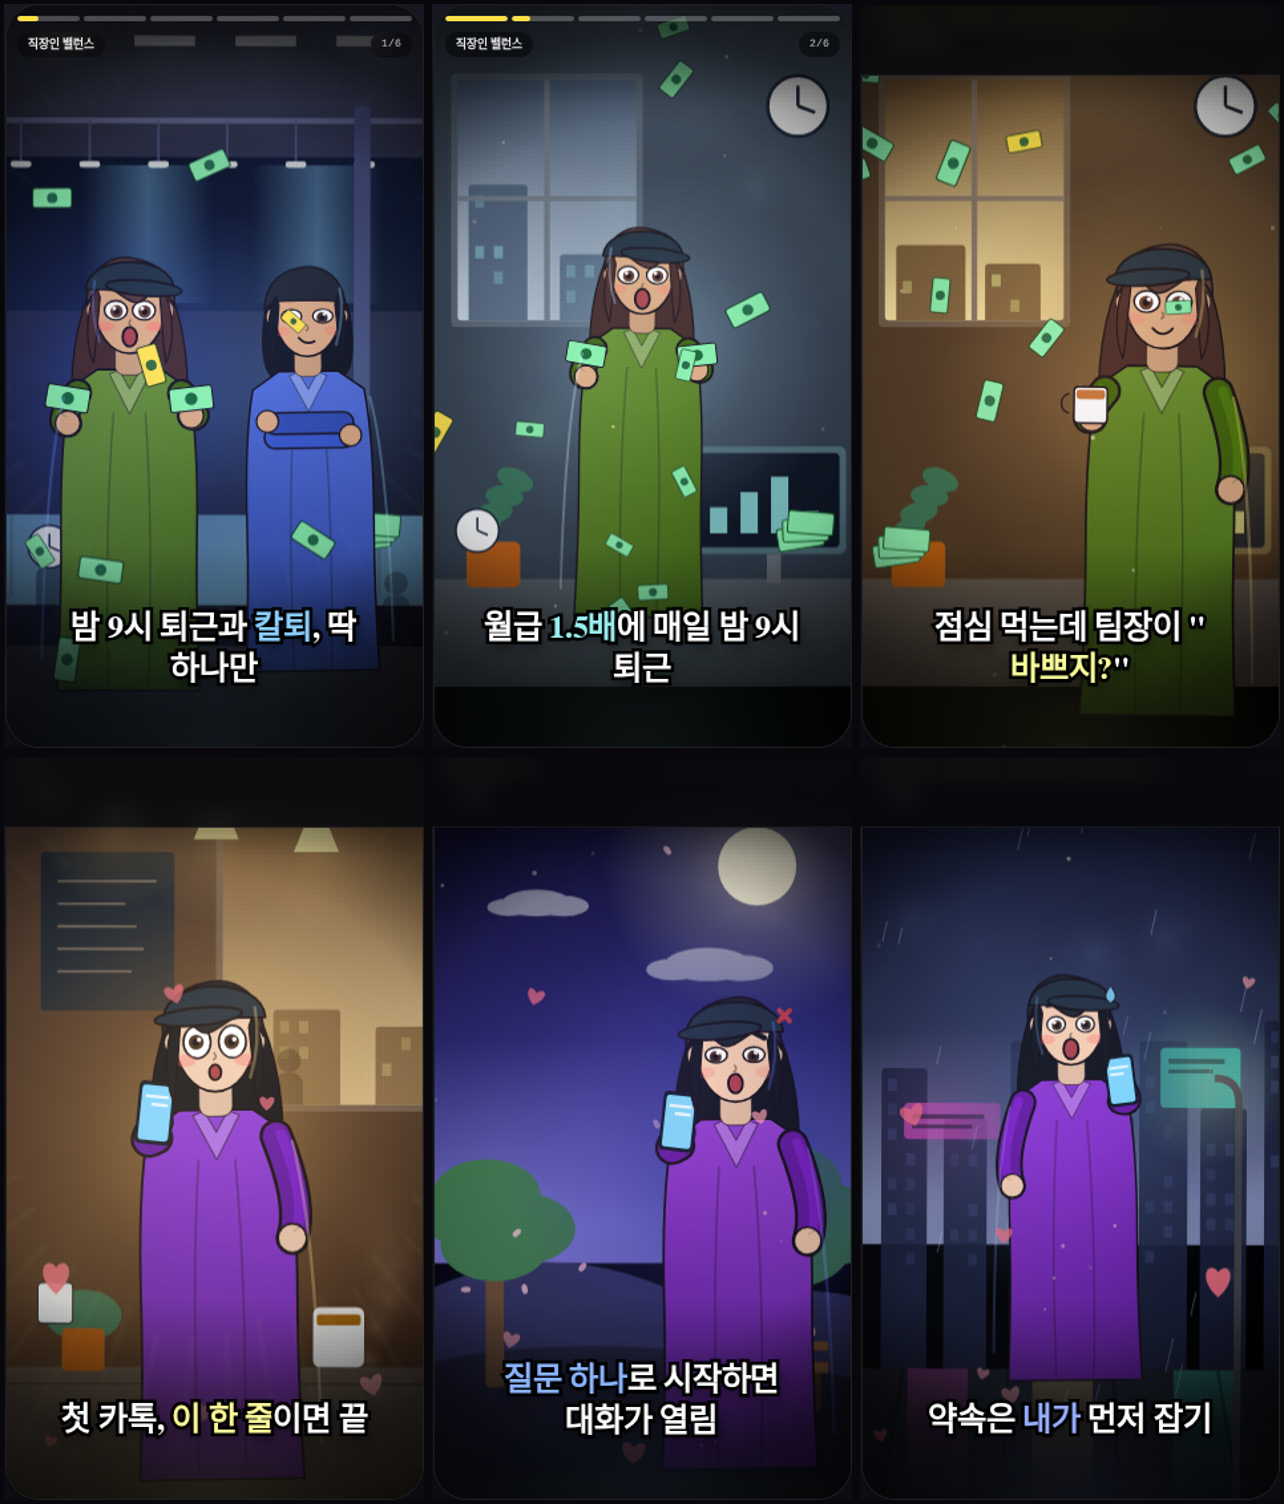 직장인 밸런스
1/6
밤 9시 퇴근과 칼퇴, 딱
하나만
직장인 밸런스
2/6
월급 1.5배에 매일 밤 9시
퇴근
점심 먹는데 팀장이 "
바쁘지?"
첫 카톡, 이 한 줄이면 끝
질문 하나로 시작하면
대화가 열림
약속은 내가 먼저 잡기